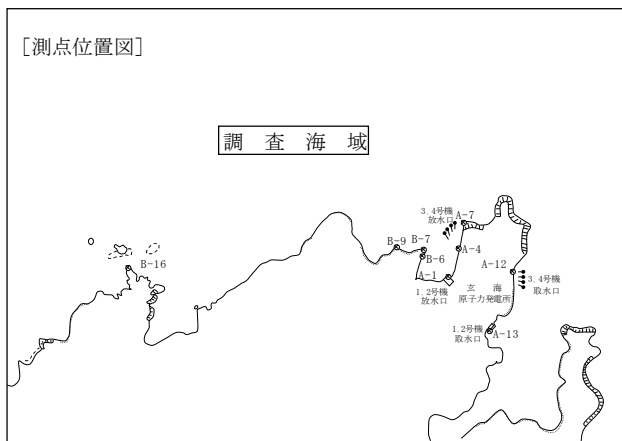 [測点位置図]
調査海域
3.4号機
放水口
A-7
B-9
B-7
B-6
A-4
A-1
B-16
A-12
1.2号機
放水口
玄海
原子力発電所
3.4号機
取水口
1.2号機
取水口
A-13